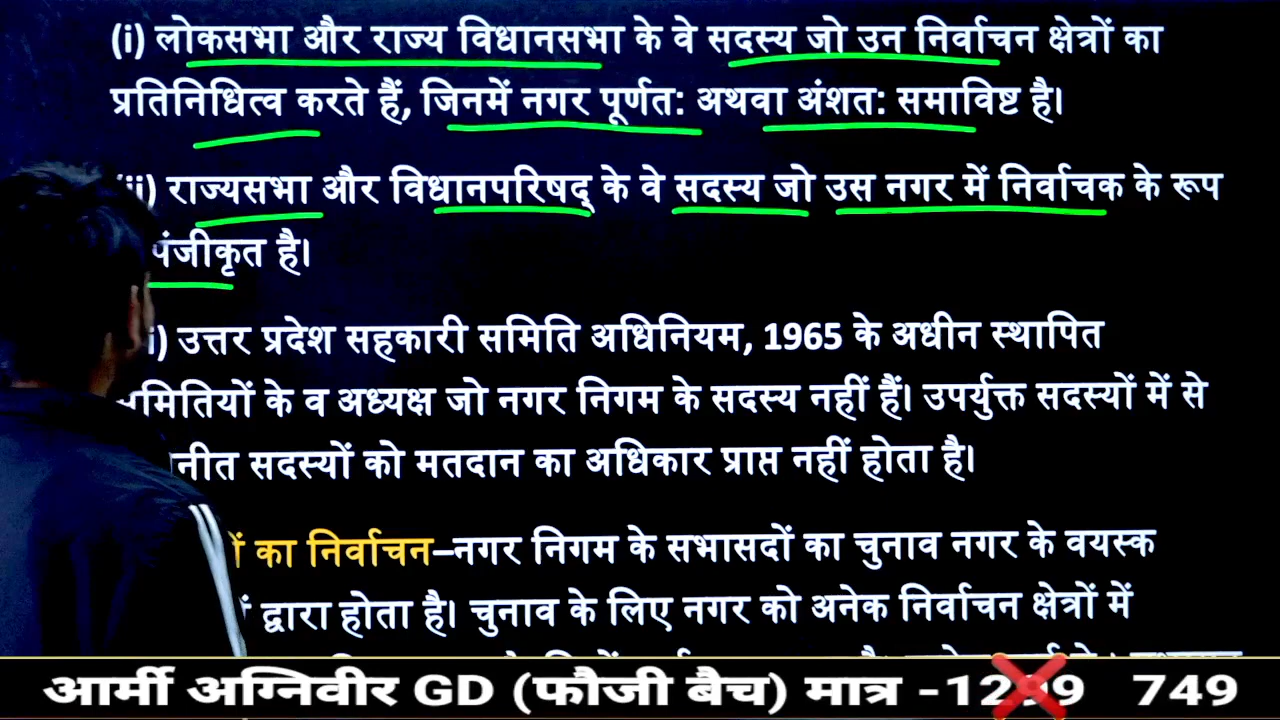 (i) लोकसभा और राज्य विधानसभा के वे सदस्य जो उन निर्वाचन क्षेत्रों का
प्रतिनिधित्व करते हैं, जिनमें नगर पूर्णत: अथवा अंशत: समाविष्ट है।
राज्यसभा और विधानपरिषद् के वे सदस्य जो उस नगर में निर्वाचक के रूप
पंजीकृत है।
उत्तर प्रदेश सहकारी समिति अधिनियम, 1965 के अधीन स्थापित
के व अध्यक्ष जो नगर निगम के सदस्य नहीं हैं। उपर्युक्त सदस्यों में से
सदस्यों को मतदान का अधिकार प्राप्त नहीं होता है।
का निर्वाचन–नगर निगम के सभासदों का चुनाव नगर के वयस्क
द्वारा होता है। चुनाव के लिए नगर को अनेक निर्वाचन क्षेत्रों में
आर्मी अग्निवीर GD (फौजी बैच) मात्र -1299 749